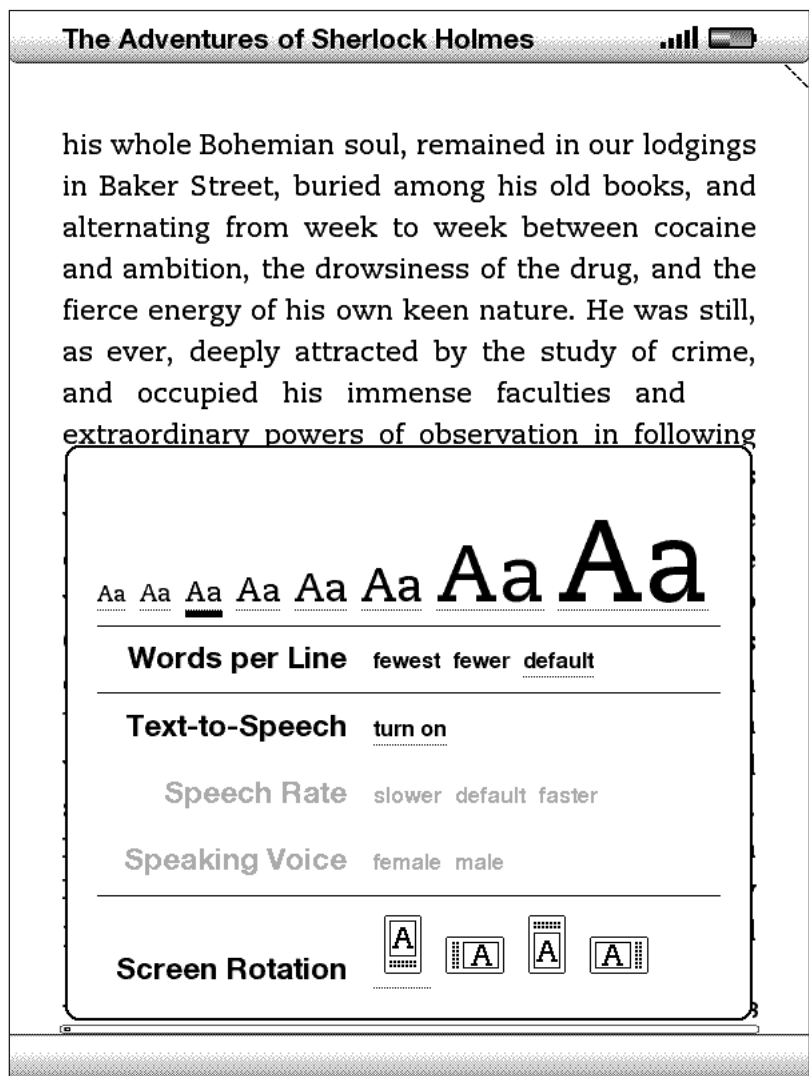 The Adventures of Sherlock Holmes
his whole Bohemian soul, remained in our lodgings
in Baker Street, buried among his old books, and
alternating from week to week between cocaine
and ambition, the drowsiness of the drug, and the
fierce energy of his own keen nature. He was still,
as ever, deeply attracted by the study of crime,
and occupied his immense faculties and
extraordinary powers of observation in following
Aa Aa Aa Aa Aa Aa Aa Aa
Words per Line fewest fewer default
Text-to-Speech turn on
Speech Rate slower default faster
Speaking Voice female male
Screen Rotation A A A A